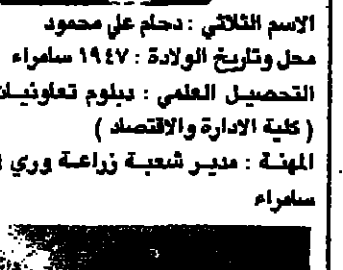 الاسم الثلاثي : دحام علي محمود
محل وتاريخ الولادة : ١٩٤٧ سامراء
التحصيل العلمي : دبلوم تعاونيات
( كلية الادارة والاقتصاد )
المهنة : مدير شعبة زراعة وري
سامراء